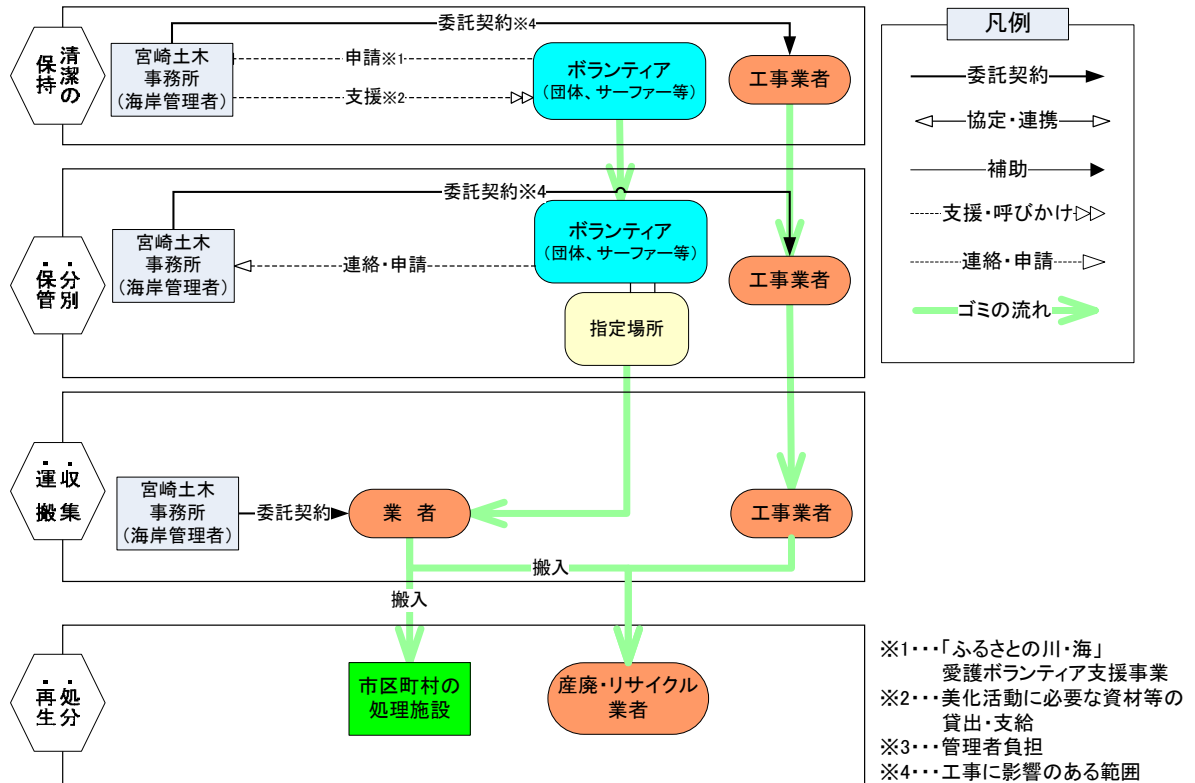 清潔の
保持
委託契約※4
宮崎土木
事務所
(海岸管理者)
申請※1
支援※2
ボランティア
(団体、サーファー等)
工事業者
凡例
委託契約
協定・連携
補助
支援・呼びかけ
連絡・申請
ゴミの流れ
・分別
・保管
委託契約※4
宮崎土木
事務所
(海岸管理者)
連絡・申請
ボランティア
(団体、サーファー等)
工事業者
指定場所
・収集
・運搬
宮崎土木
事務所
(海岸管理者)
委託契約
業 者
工事業者
搬入
搬入
・処分
・再生
市区町村の
処理施設
産廃・リサイクル
業者
※1・・・「ふるさとの川・海」
愛護ボランティア支援事業
※2・・・美化活動に必要な資材等の
貸出・支給
※3・・・管理者負担
※4・・・工事に影響のある範囲